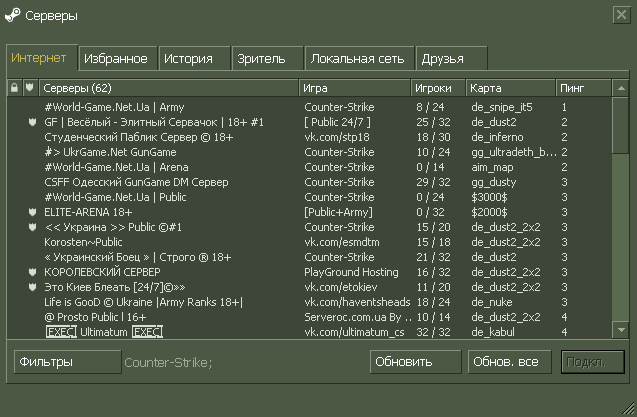 Серверы
Интернет Избранное История Зритель Локальная сеть Друзья
Серверы (62) Игра Игроки Карта Пинг
#World-Game.Net.Ua | Army Counter-Strike 8 / 24 de_snipe_it5 1
GF | Весёлый - Элитный Сервачок | 18+ #1 [ Public 24/7 ] 25 / 32 de_dust2 2
Студенческий Паблик Сервер © 18+ vk.com/stp18 18 / 30 de_inferno 2
#> UkrGame.Net GunGame Counter-Strike 10 / 24 gg_ultradeth_b... 2
#World-Game.Net.Ua | Arena Counter-Strike 0 / 14 aim_map 2
CSFF Одесский GunGame DM Сервер Counter-Strike 29 / 32 gg_dusty 3
#World-Game.Net.Ua | Public Counter-Strike 0 / 24 $3000$ 3
ELITE-ARENA 18+ [Public+Army] 0 / 32 $2000$ 3
<< Украина >> Public ©#1 Counter-Strike 15 / 20 de_dust2_2x2 3
Korosten~Public vk.com/esmdtm 15 / 18 de_dust2_2x2 3
« Украинский Боец » | Строго ® 18+ Counter-Strike 21 / 32 de_dust2 3
КОРОЛЕВСКИЙ СЕРВЕР PlayGround Hosting 16 / 32 de_dust2_2x2 3
Это Киев Блеать [24/7]©»» vk.com/etokiev 11 / 20 de_dust2_2x2 3
Life is GooD © Ukraine |Army Ranks 18+| vk.com/haventsheads 18 / 24 de_nuke 3
@ Prosto Public l 16+ Serveroc.com.ua By ... 10 / 14 de_dust2_2x2 4
[EXEC] Ultimatum [EXEC] vk.com/ultimatum_cs 32 / 32 de_kabul 4
Фильтры Counter-Strike; Обновить Обнов. все Подкл.